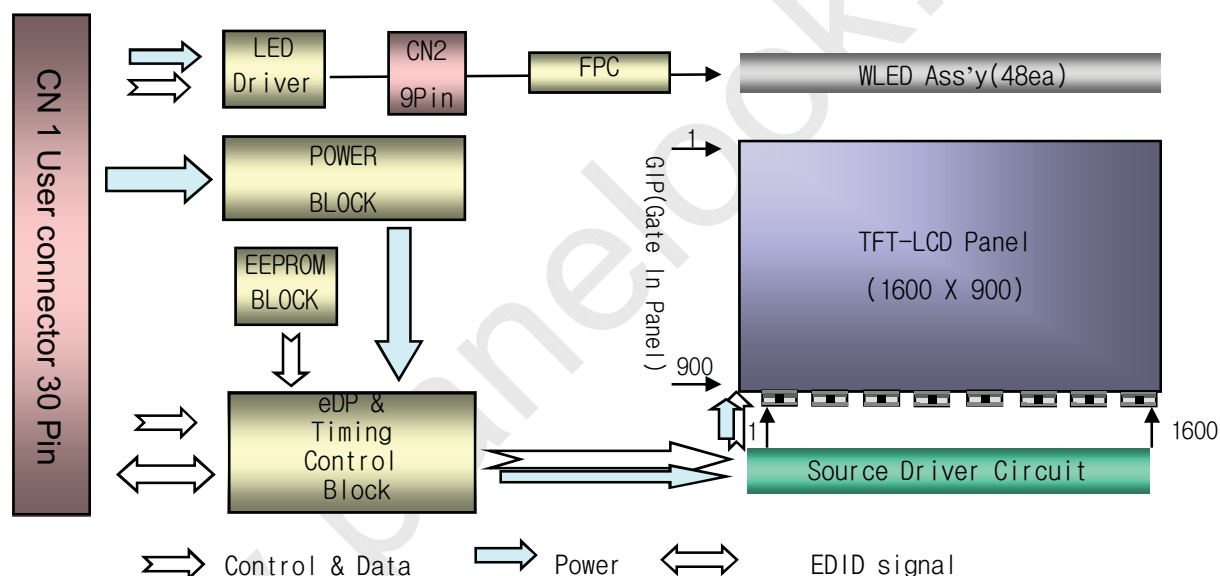 CN 1 User connector 30 Pin
LED
Driver
CN2
9Pin
FPC
WLED Ass'y(48ea)
POWER
BLOCK
EEPROM
BLOCK
1
GIP(Gate In Panel)
900
TFT-LCD Panel
(1600 X 900)
eDP &
Timing
Control
Block
1
1600
Source Driver Circuit
Control & Data
Power
EDID signal
panelook.